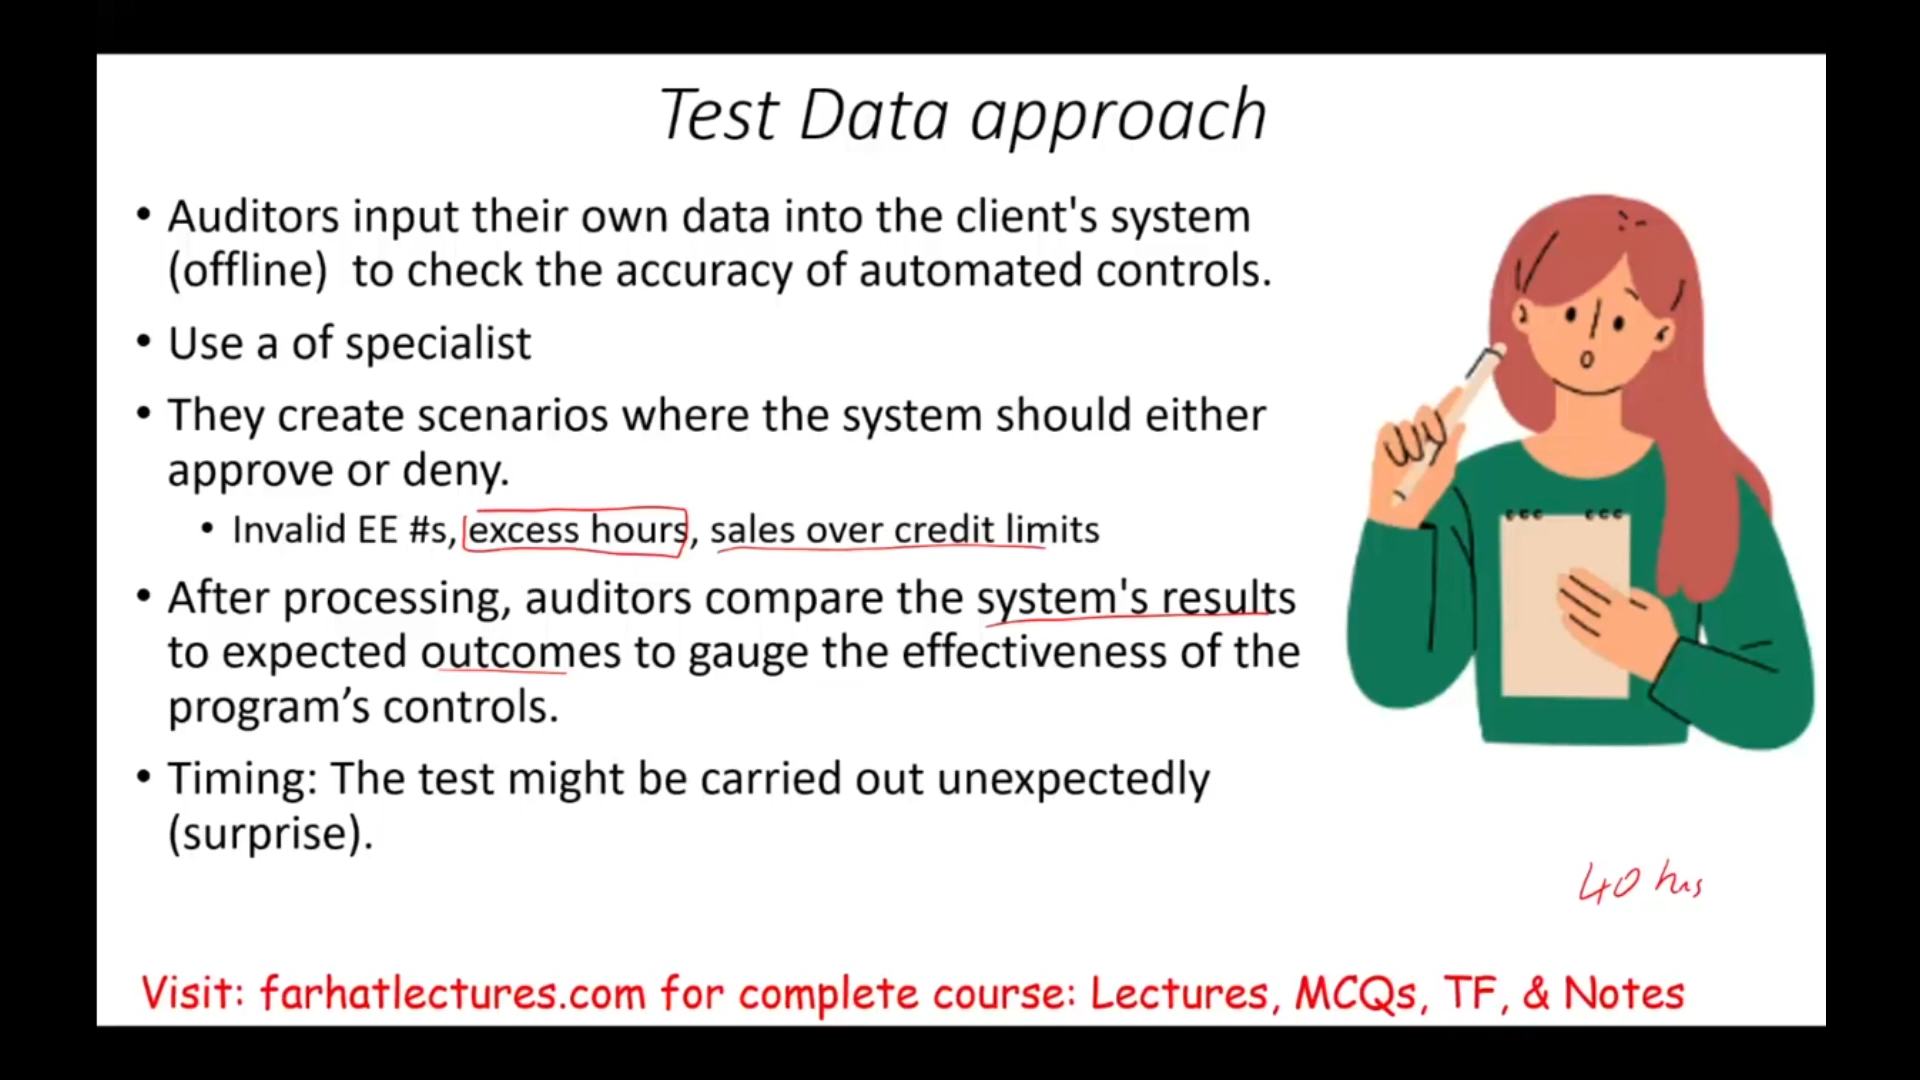 Test Data approach
• Auditors input their own data into the client's system
(offline) to check the accuracy of automated controls.
• Use a of specialist
• They create scenarios where the system should either
approve or deny.
• Invalid EE #s, excess hours, sales over credit limits
• After processing, auditors compare the system's results
to expected outcomes to gauge the effectiveness of the
program’s controls.
• Timing: The test might be carried out unexpectedly
(surprise).
40 hrs
Visit: farhatlectures.com for complete course: Lectures, MCQs, TF, & Notes